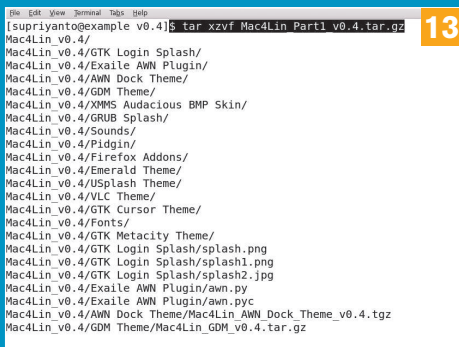 File Edit View Terminal Tabs Help
13
[supriyanto@example v0.4]$ tar xzvf Mac4Lin_Part1_v0.4.tar.gz
Mac4Lin_v0.4/
Mac4Lin_v0.4/GTK Login Splash/
Mac4Lin_v0.4/Exaile AWN Plugin/
Mac4Lin_v0.4/AWN Dock Theme/
Mac4Lin_v0.4/GDM Theme/
Mac4Lin_v0.4/XMMS Audacious BMP Skin/
Mac4Lin_v0.4/GRUB Splash/
Mac4Lin_v0.4/Sounds/
Mac4Lin_v0.4/Pidgin/
Mac4Lin_v0.4/Firefox Addons/
Mac4Lin_v0.4/Emerald Theme/
Mac4Lin_v0.4/USplash Theme/
Mac4Lin_v0.4/VLC Theme/
Mac4Lin_v0.4/GTK Cursor Theme/
Mac4Lin_v0.4/Fonts/
Mac4Lin_v0.4/GTK Metacity Theme/
Mac4Lin_v0.4/GTK Login Splash/splash.png
Mac4Lin_v0.4/GTK Login Splash/splash1.png
Mac4Lin_v0.4/GTK Login Splash/splash2.jpg
Mac4Lin_v0.4/Exaile AWN Plugin/awn.py
Mac4Lin_v0.4/Exaile AWN Plugin/awn.pyc
Mac4Lin_v0.4/AWN Dock Theme/Mac4Lin_AWN_Dock_Theme_v0.4.tgz
Mac4Lin_v0.4/GDM Theme/Mac4Lin_GDM_v0.4.tar.gz